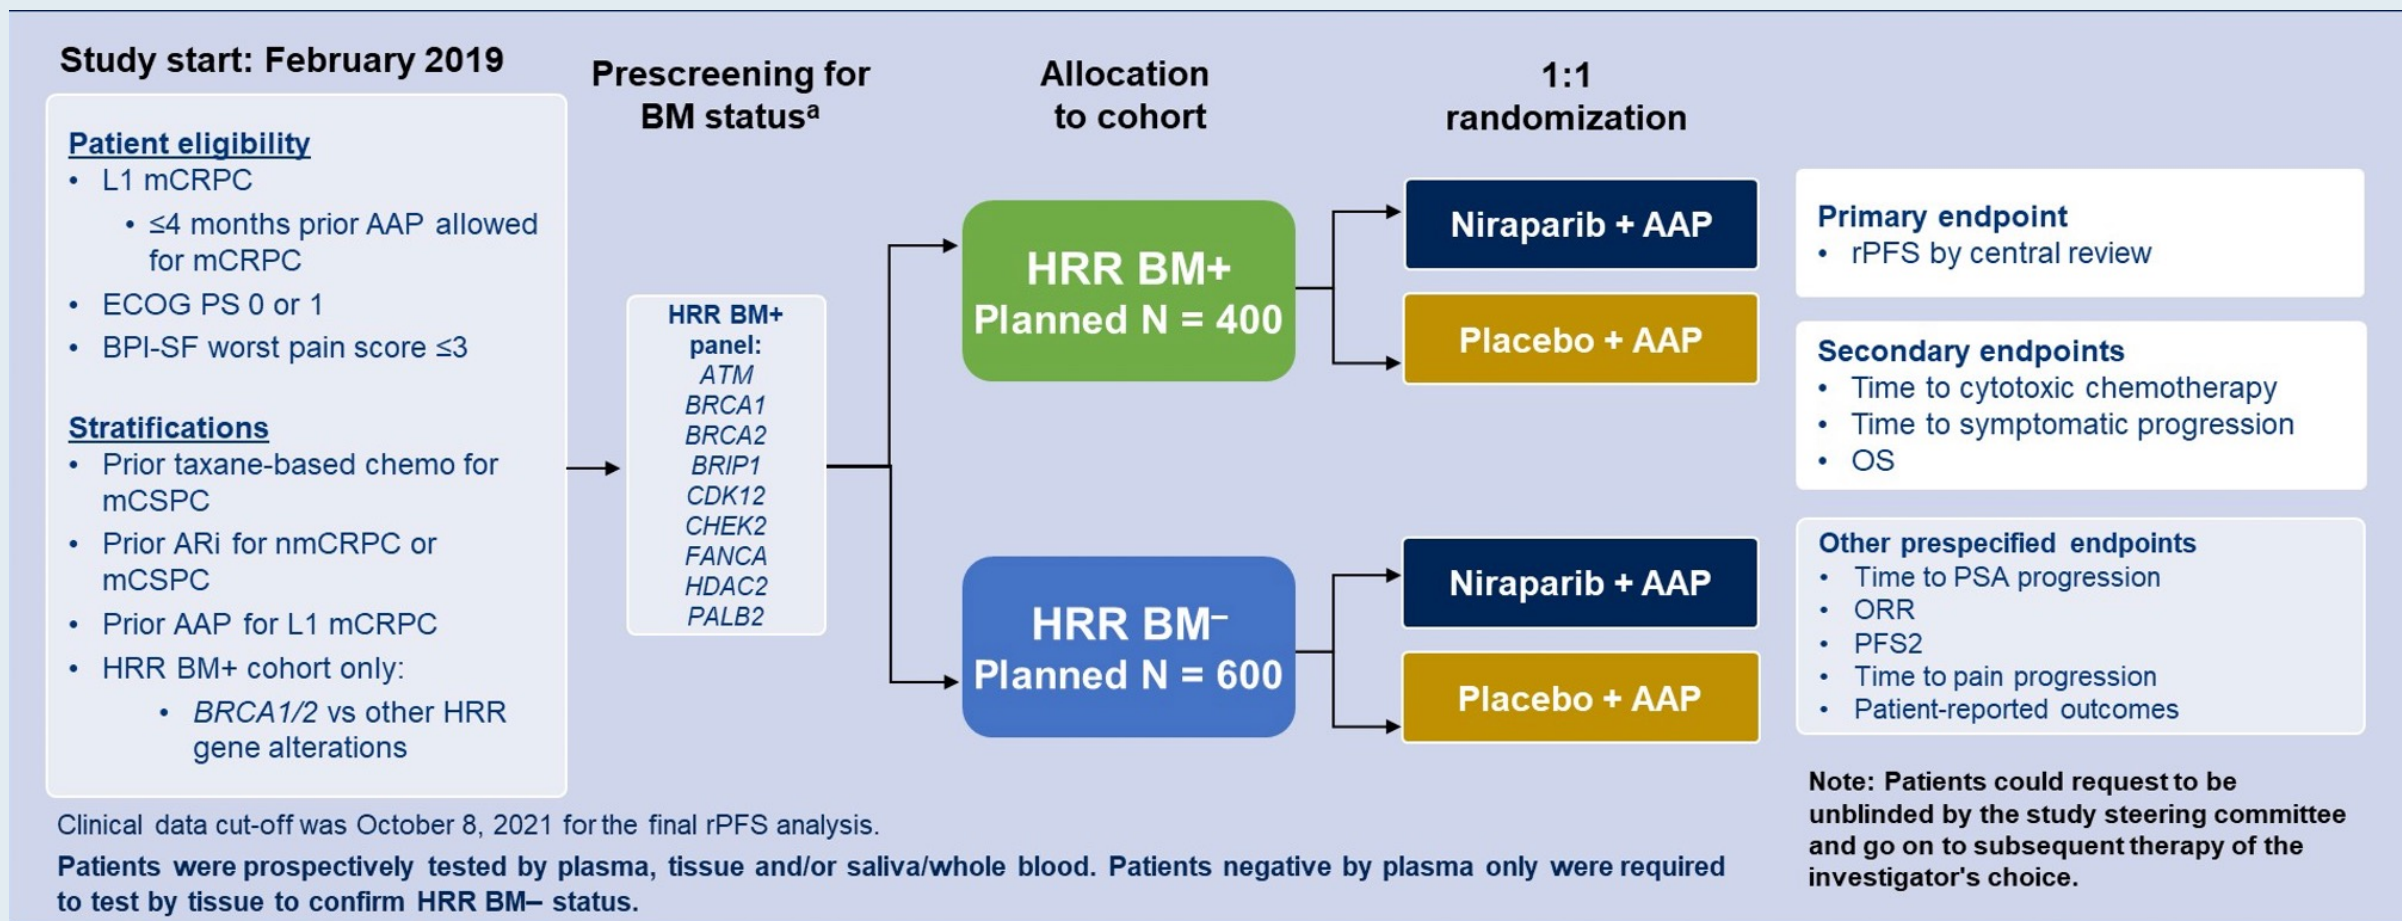 Study start: February 2019
Patient eligibility
• L1 mCRPC
• ≤4 months prior AAP allowed
for mCRPC
• ECOG PS 0 or 1
• BPI-SF worst pain score ≤3
Stratifications
• Prior taxane-based chemo for
mCSPC
• Prior ARi for nmCRPC or
mCSPC
• Prior AAP for L1 mCRPC
• HRR BM+ cohort only:
• BRCA1/2 vs other HRR
gene alterations
Prescreening for
BM statusᵃ
HRR BM+
panel:
ATM
BRCA1
BRCA2
BRIP1
CDK12
CHEK2
FANCA
HDAC2
PALB2
Allocation
to cohort
HRR BM+
Planned N = 400
HRR BM–
Planned N = 600
1:1
randomization
Niraparib + AAP
Placebo + AAP
Niraparib + AAP
Placebo + AAP
Primary endpoint
• rPFS by central review
Secondary endpoints
• Time to cytotoxic chemotherapy
• Time to symptomatic progression
• OS
Other prespecified endpoints
• Time to PSA progression
• ORR
• PFS2
• Time to pain progression
• Patient-reported outcomes
Note: Patients could request to be
unblinded by the study steering committee
and go on to subsequent therapy of the
investigator's choice.
Clinical data cut-off was October 8, 2021 for the final rPFS analysis.
Patients were prospectively tested by plasma, tissue and/or saliva/whole blood. Patients negative by plasma only were required
to test by tissue to confirm HRR BM– status.